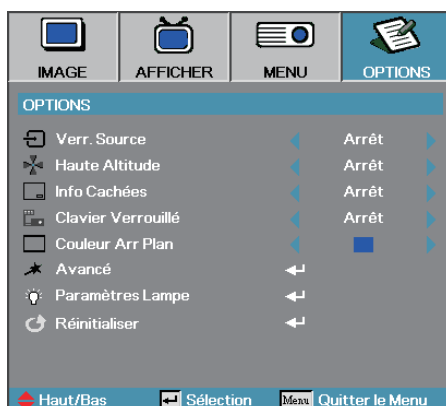 IMAGE AFFICHER MENU OPTIONS
OPTIONS
Verr. Source Arrêt
Haute Altitude Arrêt
Info Cachées Arrêt
Clavier Verrouillé Arrêt
Couleur Arr Plan
Avancé
Paramètres Lampe
Réinitialiser
Haut/Bas Sélection Menu Quitter le Menu